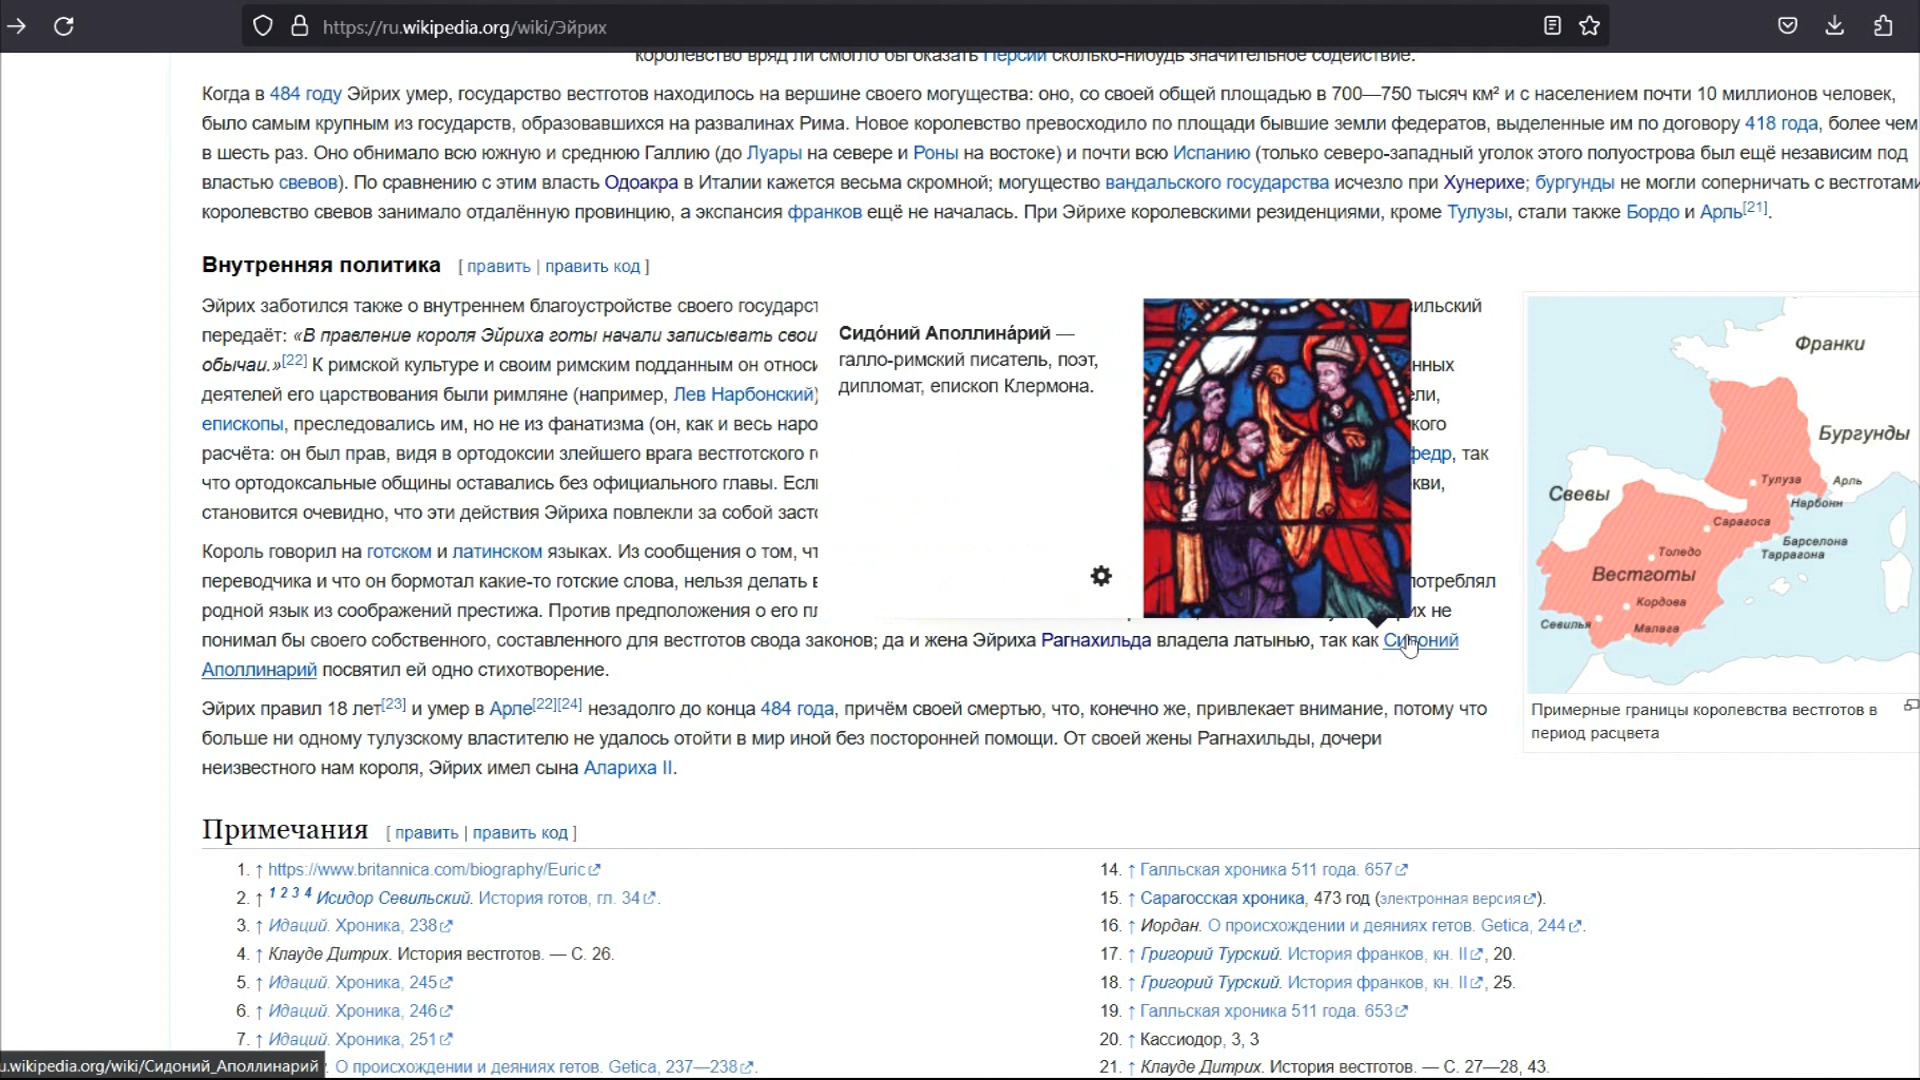 https://ru.wikipedia.org/wiki/Эйрих
королевство вряд ли смогло бы оказать Персии сколько-нибудь значительное содействие.
Когда в 484 году Эйрих умер, государство вестготов находилось на вершине своего могущества: оно, со своей общей площадью в 700—750 тысяч км² и с населением почти 10 миллионов человек,
было самым крупным из государств, образовавшихся на развалинах Рима. Новое королевство превосходило по площади бывшие земли федератов, выделенные им по договору 418 года, более чем
в шесть раз. Оно обнимало всю южную и среднюю Галлию (до Луары на севере и Роны на востоке) и почти всю Испанию (только северо-западный уголок этого полуострова был ещё независим под
властью свевов). По сравнению с этим власть Одоакра в Италии кажется весьма скромной; могущество вандальского государства исчезло при Хунерихе; бургунды не могли соперничать с вестготами
королевство свевов занимало отдалённую провинцию, а экспансия франков ещё не началась. При Эйрихе королевскими резиденциями, кроме Тулузы, стали также Бордо и Арль[21].
Внутренняя политика [ править | править код ]
Эйрих заботился также о внутреннем благоустройстве своего государст
передаёт: «В правление короля Эйриха готы начали записывать свои
обычаи.»[22] К римской культуре и своим римским подданным он относи
деятелей его царствования были римляне (например, Лев Нарбонский)
епископы, преследовались им, но не из фанатизма (он, как и весь наро
расчёта: он был прав, видя в ортодоксии злейшего врага вестготского г
что ортодоксальные общины оставались без официального главы. Есл
становится очевидно, что эти действия Эйриха повлекли за собой заст
Сидо́ний Аполлина́рий —
галло-римский писатель, поэт,
дипломат, епископ Клермона.
ильский
нных
ели,
кого
федр, так
кви,
Король говорил на готском и латинском языках. Из сообщения о том, чт
переводчика и что он бормотал какие-то готские слова, нельзя делать в
потреблял
родной язык из соображений престижа. Против предположения о его пл
их не
понимал бы своего собственного, составленного для вестготов свода законов; да и жена Эйриха Рагнахильда владела латынью, так как Сидоний
Аполлинарий посвятил ей одно стихотворение.
Эйрих правил 18 лет[23] и умер в Арле[22][24] незадолго до конца 484 года, причём своей смертью, что, конечно же, привлекает внимание, потому что
больше ни одному тулузскому властителю не удалось отойти в мир иной без посторонней помощи. От своей жены Рагнахильды, дочери
неизвестного нам короля, Эйрих имел сына Алариха II.
Франки
Бургунды
Свевы
Тулуза
Арль
Нарбонн
Сарагоса
Барселона
Таррагона
Толедо
Вестготы
Кордова
Севилья
Малага
Примерные границы королевства вестготов в
период расцвета
Примечания [ править | править код ]
1. ↑ https://www.britannica.com/biography/Euric
2. ↑ 1 2 3 4 Исидор Севильский. История готов, гл. 34.
3. ↑ Идаций. Хроника, 238
4. ↑ Клауде Дитрих. История вестготов. — С. 26.
5. ↑ Идаций. Хроника, 245
6. ↑ Идаций. Хроника, 246
7. ↑ Идаций. Хроника, 251
О происхождении и деяниях гетов. Getica, 237—238.
14. ↑ Галльская хроника 511 года. 657
15. ↑ Сарагосская хроника, 473 год (электронная версия).
16. ↑ Иордан. О происхождении и деяниях гетов. Getica, 244.
17. ↑ Григорий Турский. История франков, кн. II, 20.
18. ↑ Григорий Турский. История франков, кн. II, 25.
19. ↑ Галльская хроника 511 года. 653
20. ↑ Кассиодор, 3, 3
21. ↑ Клауде Дитрих. История вестготов. — С. 27—28, 43.
u.wikipedia.org/wiki/Сидоний_Аполлинарий